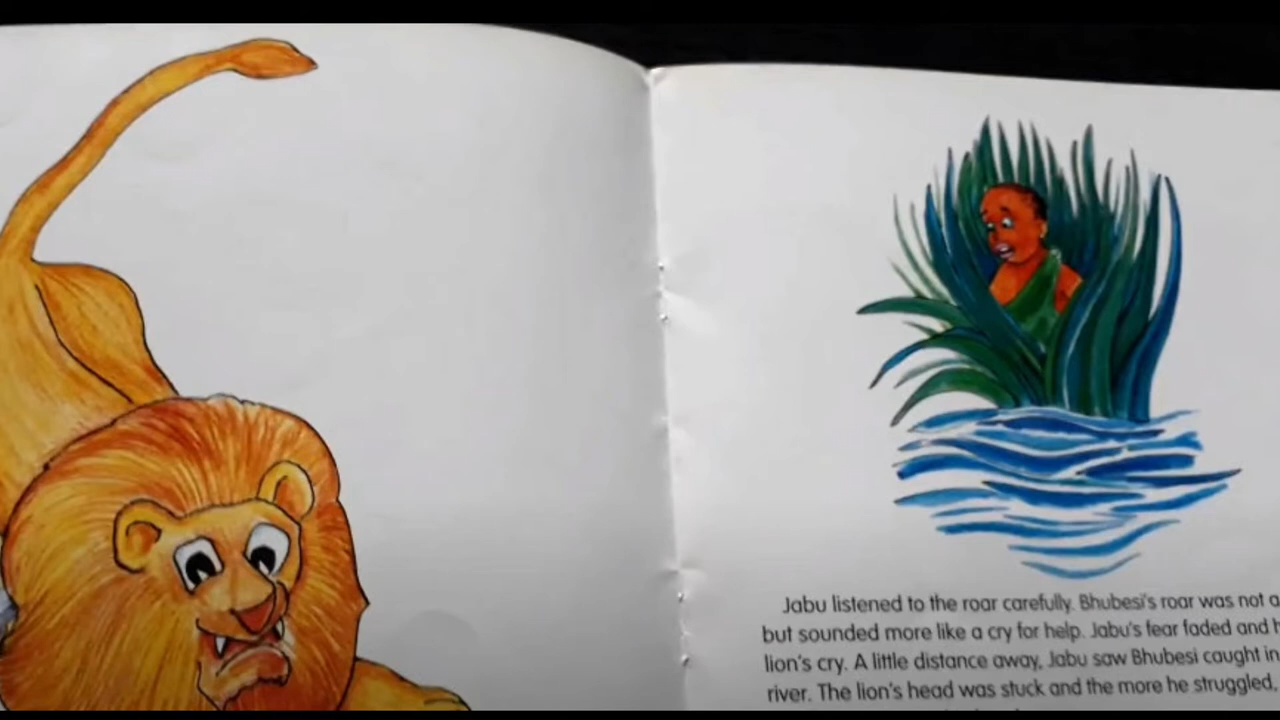 Jabu listened to the roar carefully. Bhubesi's roar was not a
but sounded more like a cry for help. Jabu's fear faded and
lion's cry. A little distance away, Jabu saw Bhubesi caught in
river. The lion's head was stuck and the more he struggled,